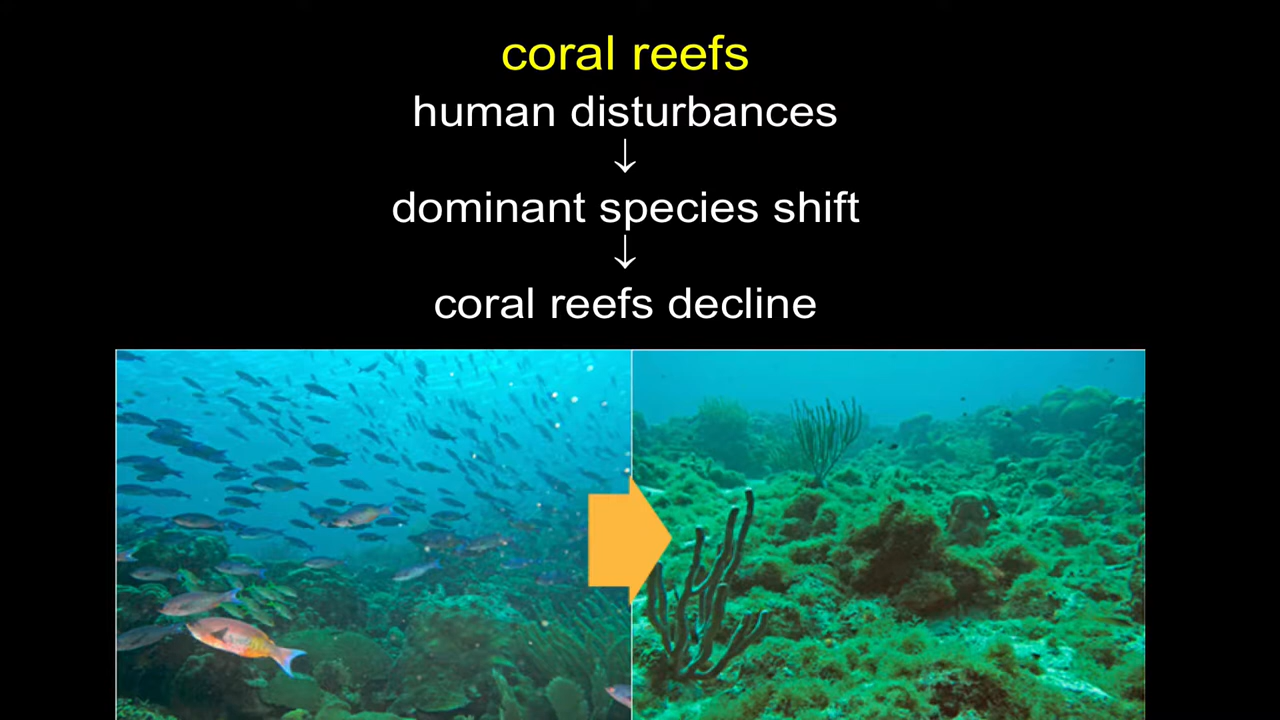 coral reefs
human disturbances
↓
dominant species shift
↓
coral reefs decline